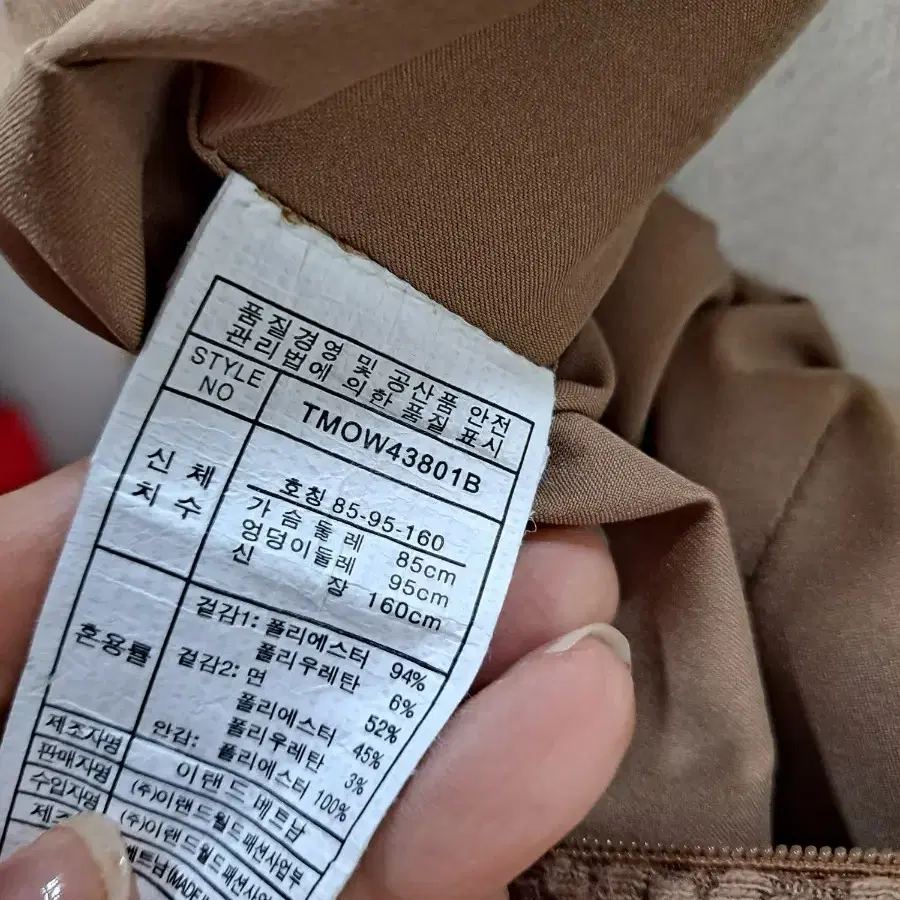 품질경영 및 공산품 안전
관리법에 의한 품질 표시
STYLE NO TMOW43801B
신체 치수
호칭 85-95-160
가슴둘레 85cm
엉덩이둘레 95cm
신장 160cm
혼용률
겉감1: 폴리에스터 94%
폴리우레탄 6%
겉감2: 면 52%
폴리에스터 45%
폴리우레탄 3%
안감: 폴리에스터 100%
제조자명 이랜드 베트남
판매자명 (주)이랜드월드패션사업부
수입자명 (주)이랜드월드패션사업
제조
베트남(MADE